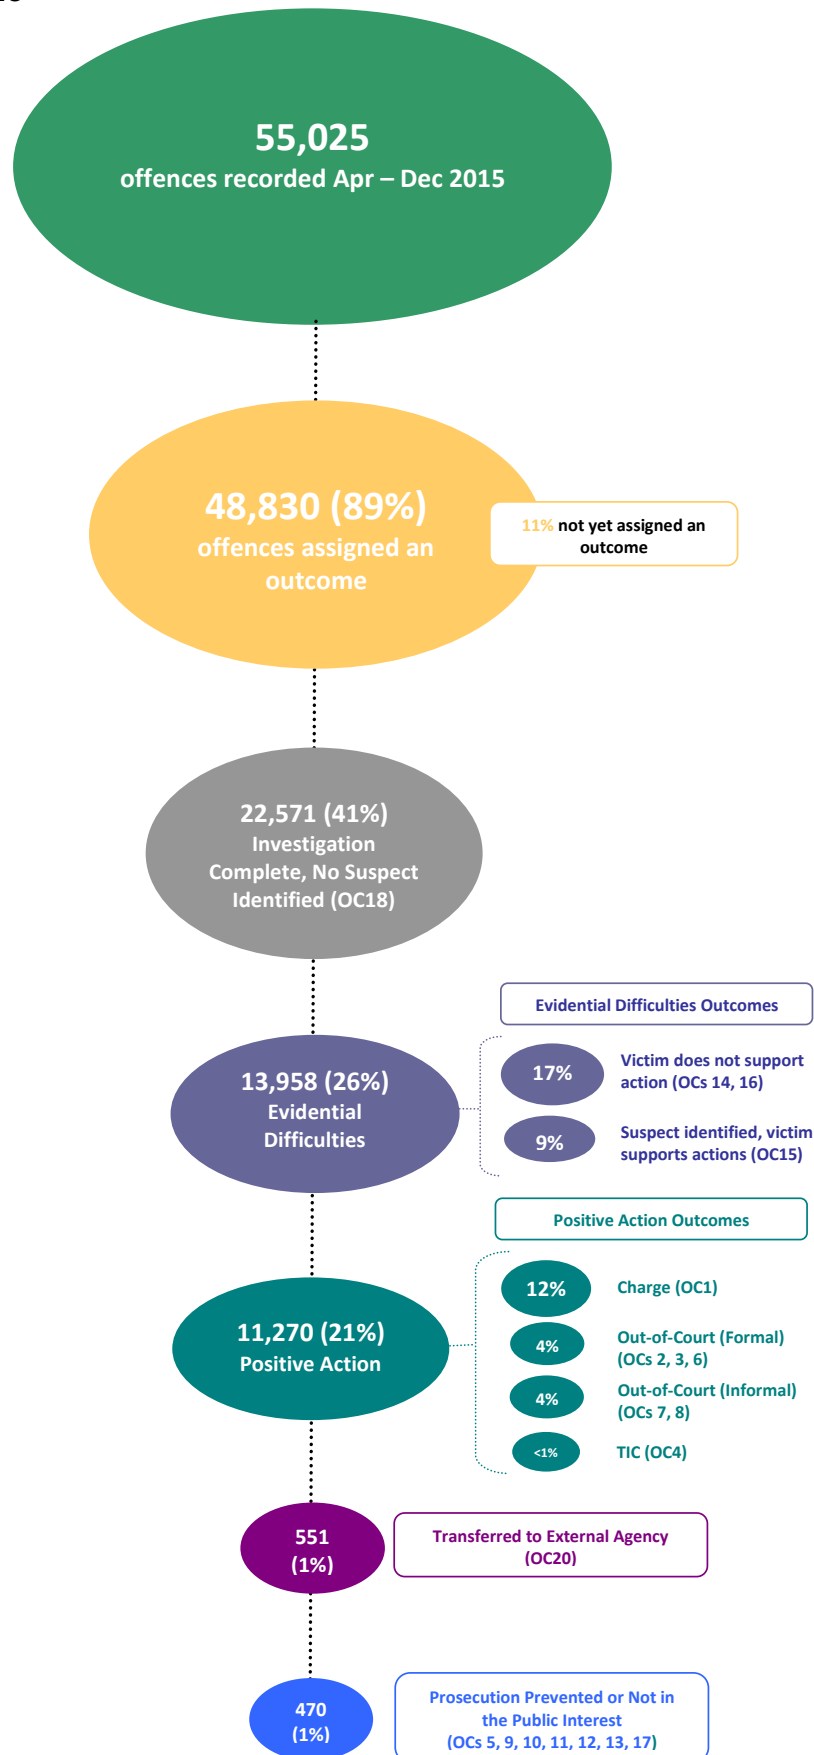 55,025
offences recorded Apr – Dec 2015
48,830 (89%)
offences assigned an
outcome
11% not yet assigned an
outcome
22,571 (41%)
Investigation
Complete, No Suspect
Identified (OC18)
Evidential Difficulties Outcomes
13,958 (26%)
Evidential
Difficulties
17%
Victim does not support
action (OCs 14, 16)
9%
Suspect identified, victim
supports actions (OC15)
Positive Action Outcomes
11,270 (21%)
Positive Action
12%
Charge (OC1)
4%
Out-of-Court (Formal)
(OCs 2, 3, 6)
4%
Out-of-Court (Informal)
(OCs 7, 8)
<1%
TIC (OC4)
551
(1%)
Transferred to External Agency
(OC20)
470
(1%)
Prosecution Prevented or Not in
the Public Interest
(OCs 5, 9, 10, 11, 12, 13, 17)